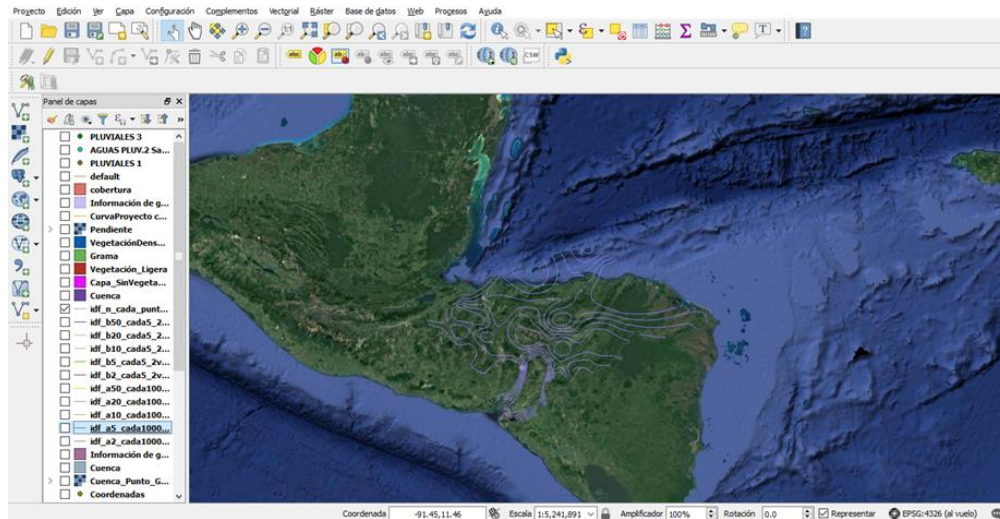 Proyecto Edición Ver Capa Configuración Complementos Vectorial Ráster Base de datos Web Procesos Ayuda
Panel de capas
PLUVIALES 3
AGUAS PLUV.2 Sa...
PLUVIALES 1
default
cobertura
Información de g...
CurvaProyecto c...
Pendiente
VegetaciónDens...
Grama
Vegetación_Ligera
Capa_SinVegeta...
Cuenca
idf_n_cada_punt...
idf_b50_cada5_2...
idf_b20_cada5_2...
idf_b10_cada5_2...
idf_b5_cada5_2v...
idf_b2_cada5_2v...
idf_a50_cada100...
idf_a20_cada100...
idf_a10_cada100...
idf_a5_cada1000...
idf_a2_cada1000...
Información de g...
Cuenca
Cuenca_Punto_G...
Coordenadas
Coordenada -91.45,11.46 Escala 1:5,241,891 Amplificador 100% Rotación 0.0 Representar EPSG:4326 (al vuelo)